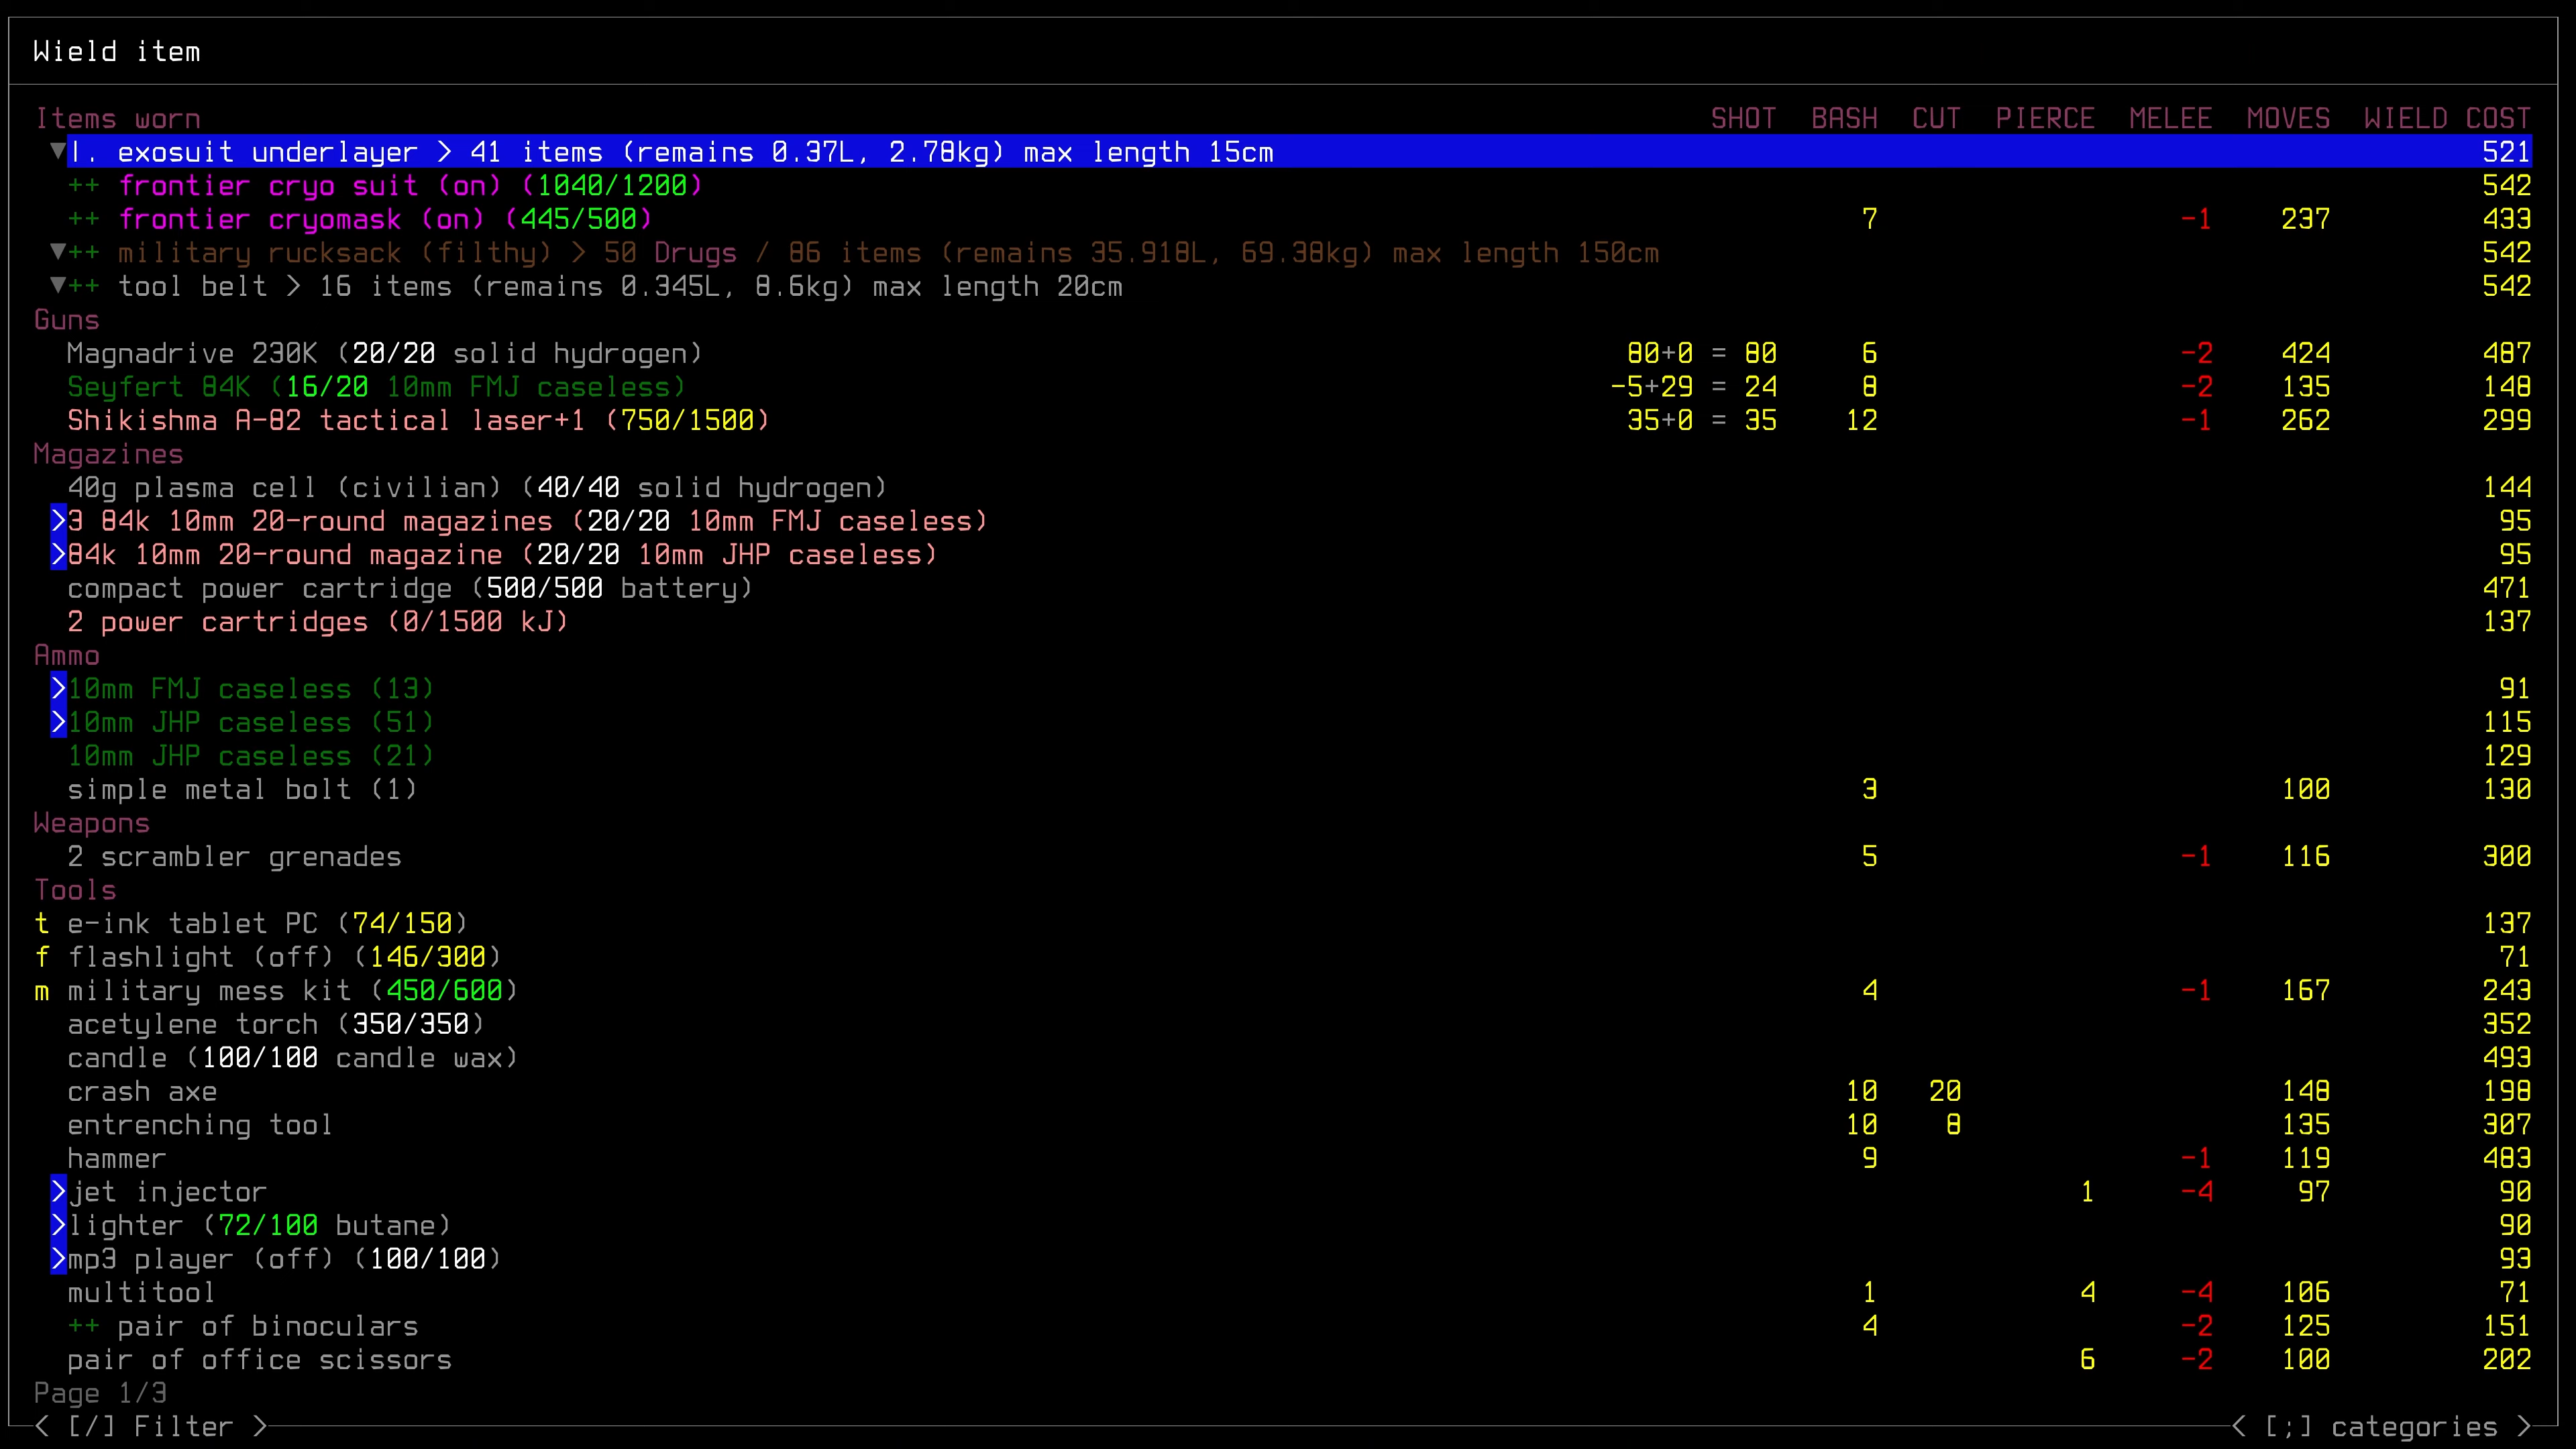 Wield item
Items worn SHOT BASH CUT PIERCE MELEE MOVES WIELD COST
▼|. exosuit underlayer > 41 items (remains 0.37L, 2.78kg) max length 15cm 521
++ frontier cryo suit (on) (1040/1200) 542
++ frontier cryomask (on) (445/500) 7 -1 237 433
▼++ military rucksack (filthy) > 50 Drugs / 86 items (remains 35.918L, 69.38kg) max length 150cm 542
▼++ tool belt > 16 items (remains 0.345L, 8.6kg) max length 20cm 542
Guns
Magnadrive 230K (20/20 solid hydrogen) 80+0 = 80 6 -2 424 487
Seyfert 84K (16/20 10mm FMJ caseless) -5+29 = 24 8 -2 135 148
Shikishma A-82 tactical laser+1 (750/1500) 35+0 = 35 12 -1 262 299
Magazines
40g plasma cell (civilian) (40/40 solid hydrogen) 144
>3 84k 10mm 20-round magazines (20/20 10mm FMJ caseless) 95
>84k 10mm 20-round magazine (20/20 10mm JHP caseless) 95
compact power cartridge (500/500 battery) 471
2 power cartridges (0/1500 kJ) 137
Ammo
>10mm FMJ caseless (13) 91
>10mm JHP caseless (51) 115
10mm JHP caseless (21) 129
simple metal bolt (1) 3 100 130
Weapons
2 scrambler grenades 5 -1 116 300
Tools
t e-ink tablet PC (74/150) 137
f flashlight (off) (146/300) 71
m military mess kit (450/600) 4 -1 167 243
acetylene torch (350/350) 352
candle (100/100 candle wax) 493
crash axe 10 20 148 198
entrenching tool 10 8 135 307
hammer 9 -1 119 483
>jet injector 1 -4 97 90
>lighter (72/100 butane) 90
>mp3 player (off) (100/100) 93
multitool 1 4 -4 106 71
++ pair of binoculars 4 -2 125 151
pair of office scissors 6 -2 100 202
Page 1/3
< [/] Filter > < [;] categories >